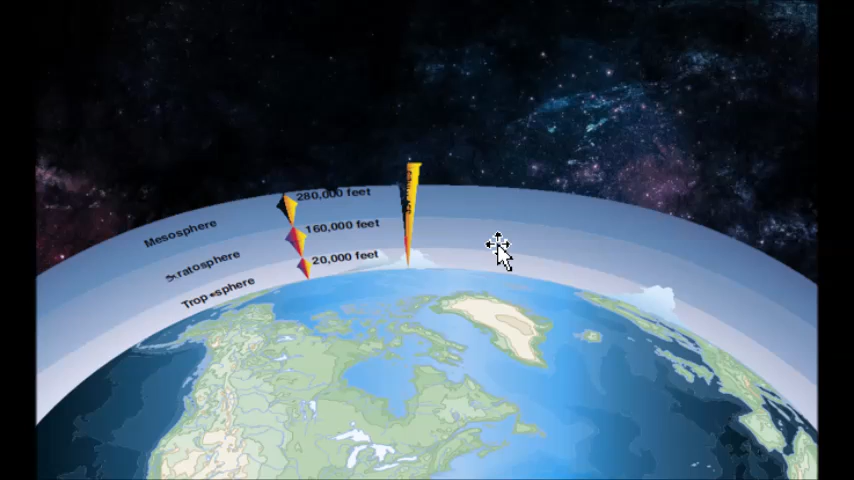 280,000 feet
Mesosphere
160,000 feet
Stratosphere
20,000 feet
Troposphere